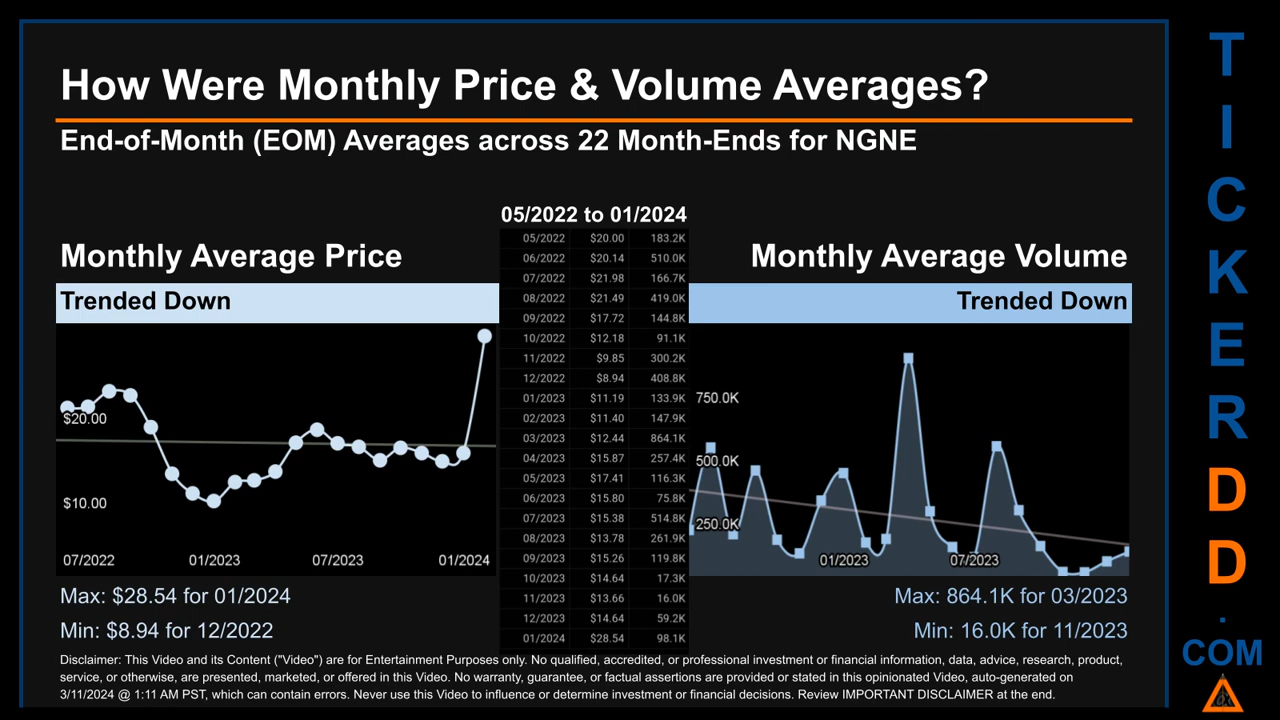 How Were Monthly Price & Volume Averages?
End-of-Month (EOM) Averages across 22 Month-Ends for NGNE
05/2022 to 01/2024
Monthly Average Price
Trended Down
$20.00
$10.00
07/2022 01/2023 07/2023 01/2024
Max: $28.54 for 01/2024
Min: $8.94 for 12/2022
05/2022 $20.00 183.2K
06/2022 $20.14 510.0K
07/2022 $21.98 166.7K
08/2022 $21.49 419.0K
09/2022 $17.72 144.8K
10/2022 $12.18 91.1K
11/2022 $9.85 300.2K
12/2022 $8.94 408.8K
01/2023 $11.19 133.9K
02/2023 $11.40 147.9K
03/2023 $12.44 864.1K
04/2023 $15.87 257.4K
05/2023 $17.41 116.3K
06/2023 $15.80 75.8K
07/2023 $15.38 514.8K
08/2023 $13.78 261.9K
09/2023 $15.26 119.8K
10/2023 $14.64 17.3K
11/2023 $13.66 16.0K
12/2023 $14.64 59.2K
01/2024 $28.54 98.1K
Monthly Average Volume
Trended Down
750.0K
500.0K
250.0K
01/2023 07/2023
Max: 864.1K for 03/2023
Min: 16.0K for 11/2023
Disclaimer: This Video and its Content ("Video") are for Entertainment Purposes only. No qualified, accredited, or professional investment or financial information, data, advice, research, product,
service, or otherwise, are presented, marketed, or offered in this Video. No warranty, guarantee, or factual assertions are provided or stated in this opinionated Video, auto-generated on
3/11/2024 @ 1:11 AM PST, which can contain errors. Never use this Video to influence or determine investment or financial decisions. Review IMPORTANT DISCLAIMER at the end.
T
I
C
K
E
R
D
D
.
COM